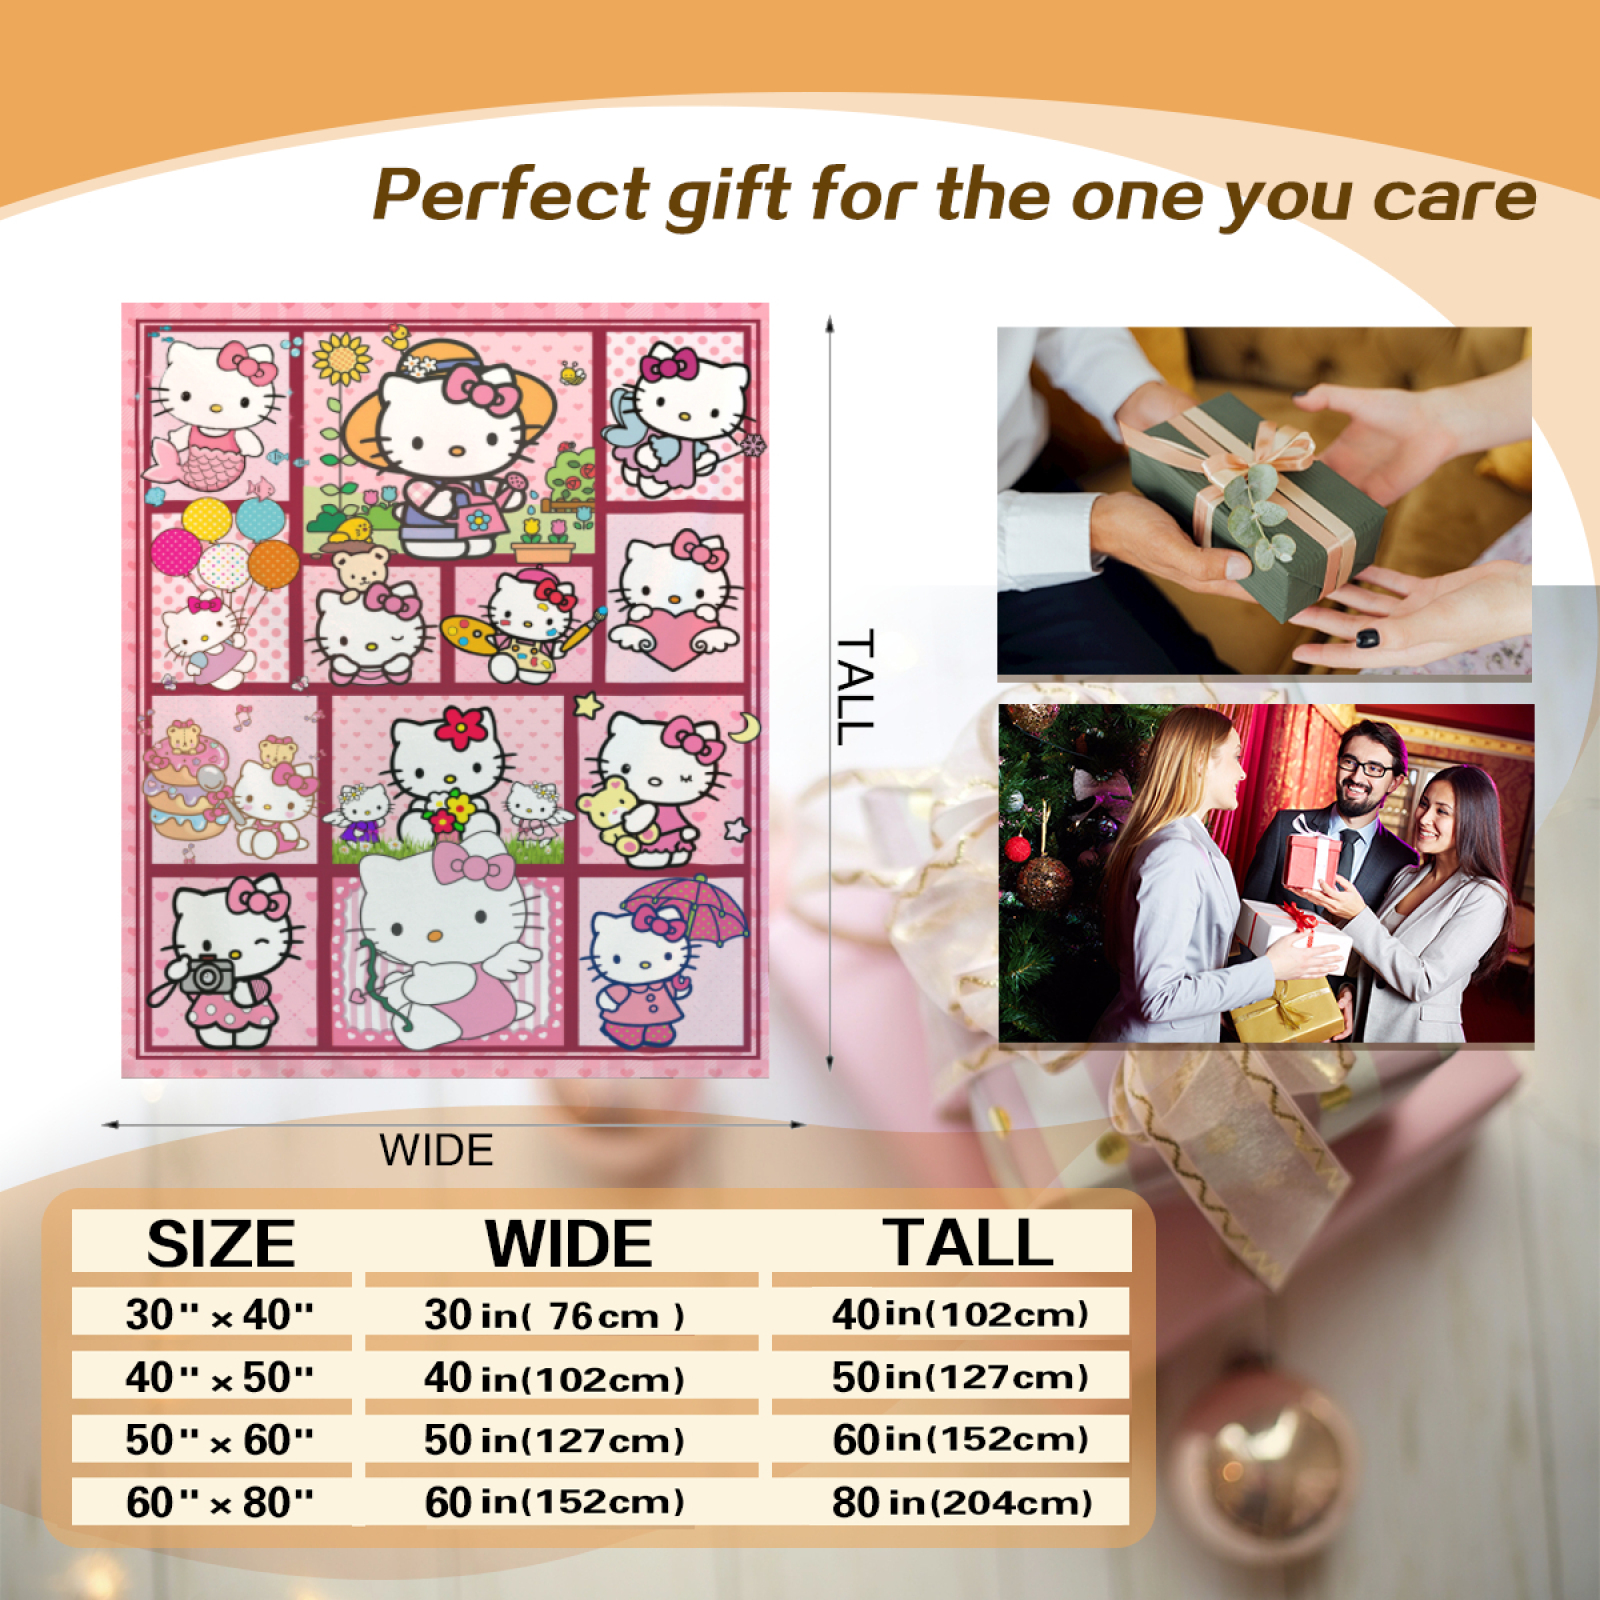 Perfect gift for the one you care
TALL
WIDE
SIZE WIDE TALL
30" × 40" 30 in( 76cm ) 40in(102cm)
40" × 50" 40 in(102cm) 50in(127cm)
50" × 60" 50 in(127cm) 60in(152cm)
60" × 80" 60 in(152cm) 80 in(204cm)